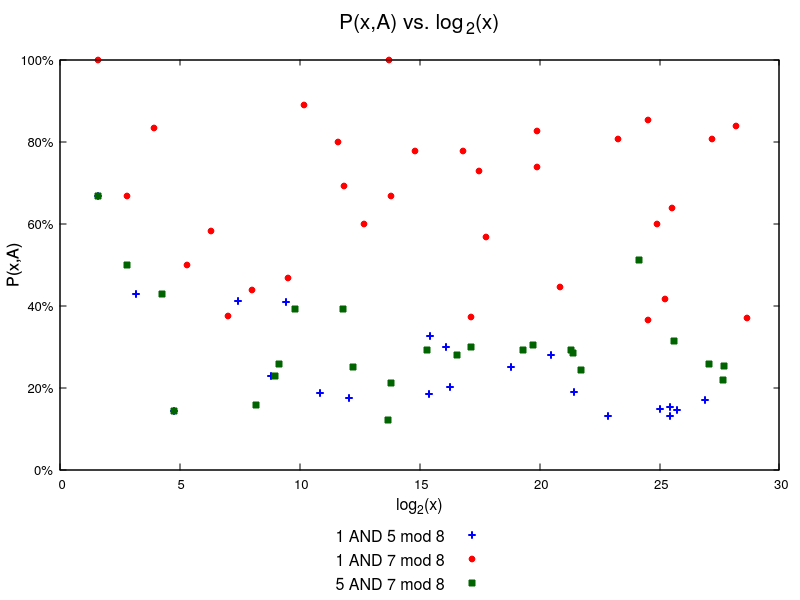 P(x,A) vs. log₂(x)
100%
80%
60%
40%
20%
0%
P(x,A)
0 5 10 15 20 25 30
log₂(x)
1 AND 5 mod 8
1 AND 7 mod 8
5 AND 7 mod 8